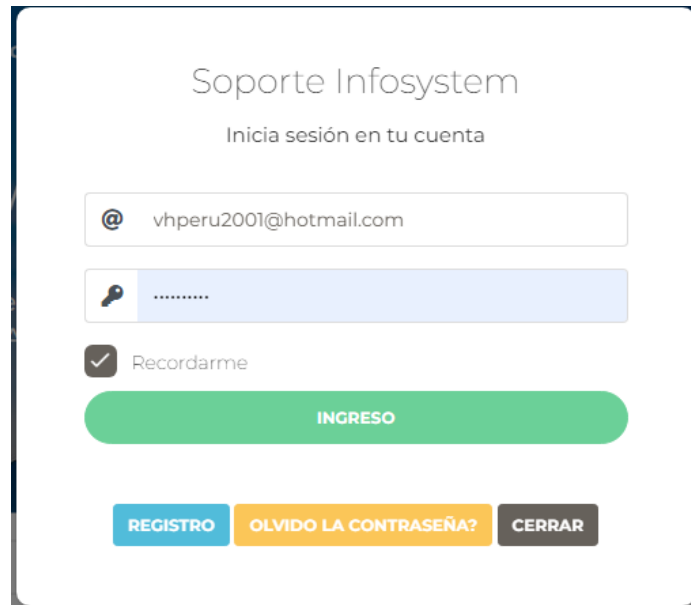 Soporte Infosystem
Inicia sesión en tu cuenta
@ vhperu2001@hotmail.com
..........
Recordarme
INGRESO
REGISTRO OLVIDO LA CONTRASEÑA? CERRAR